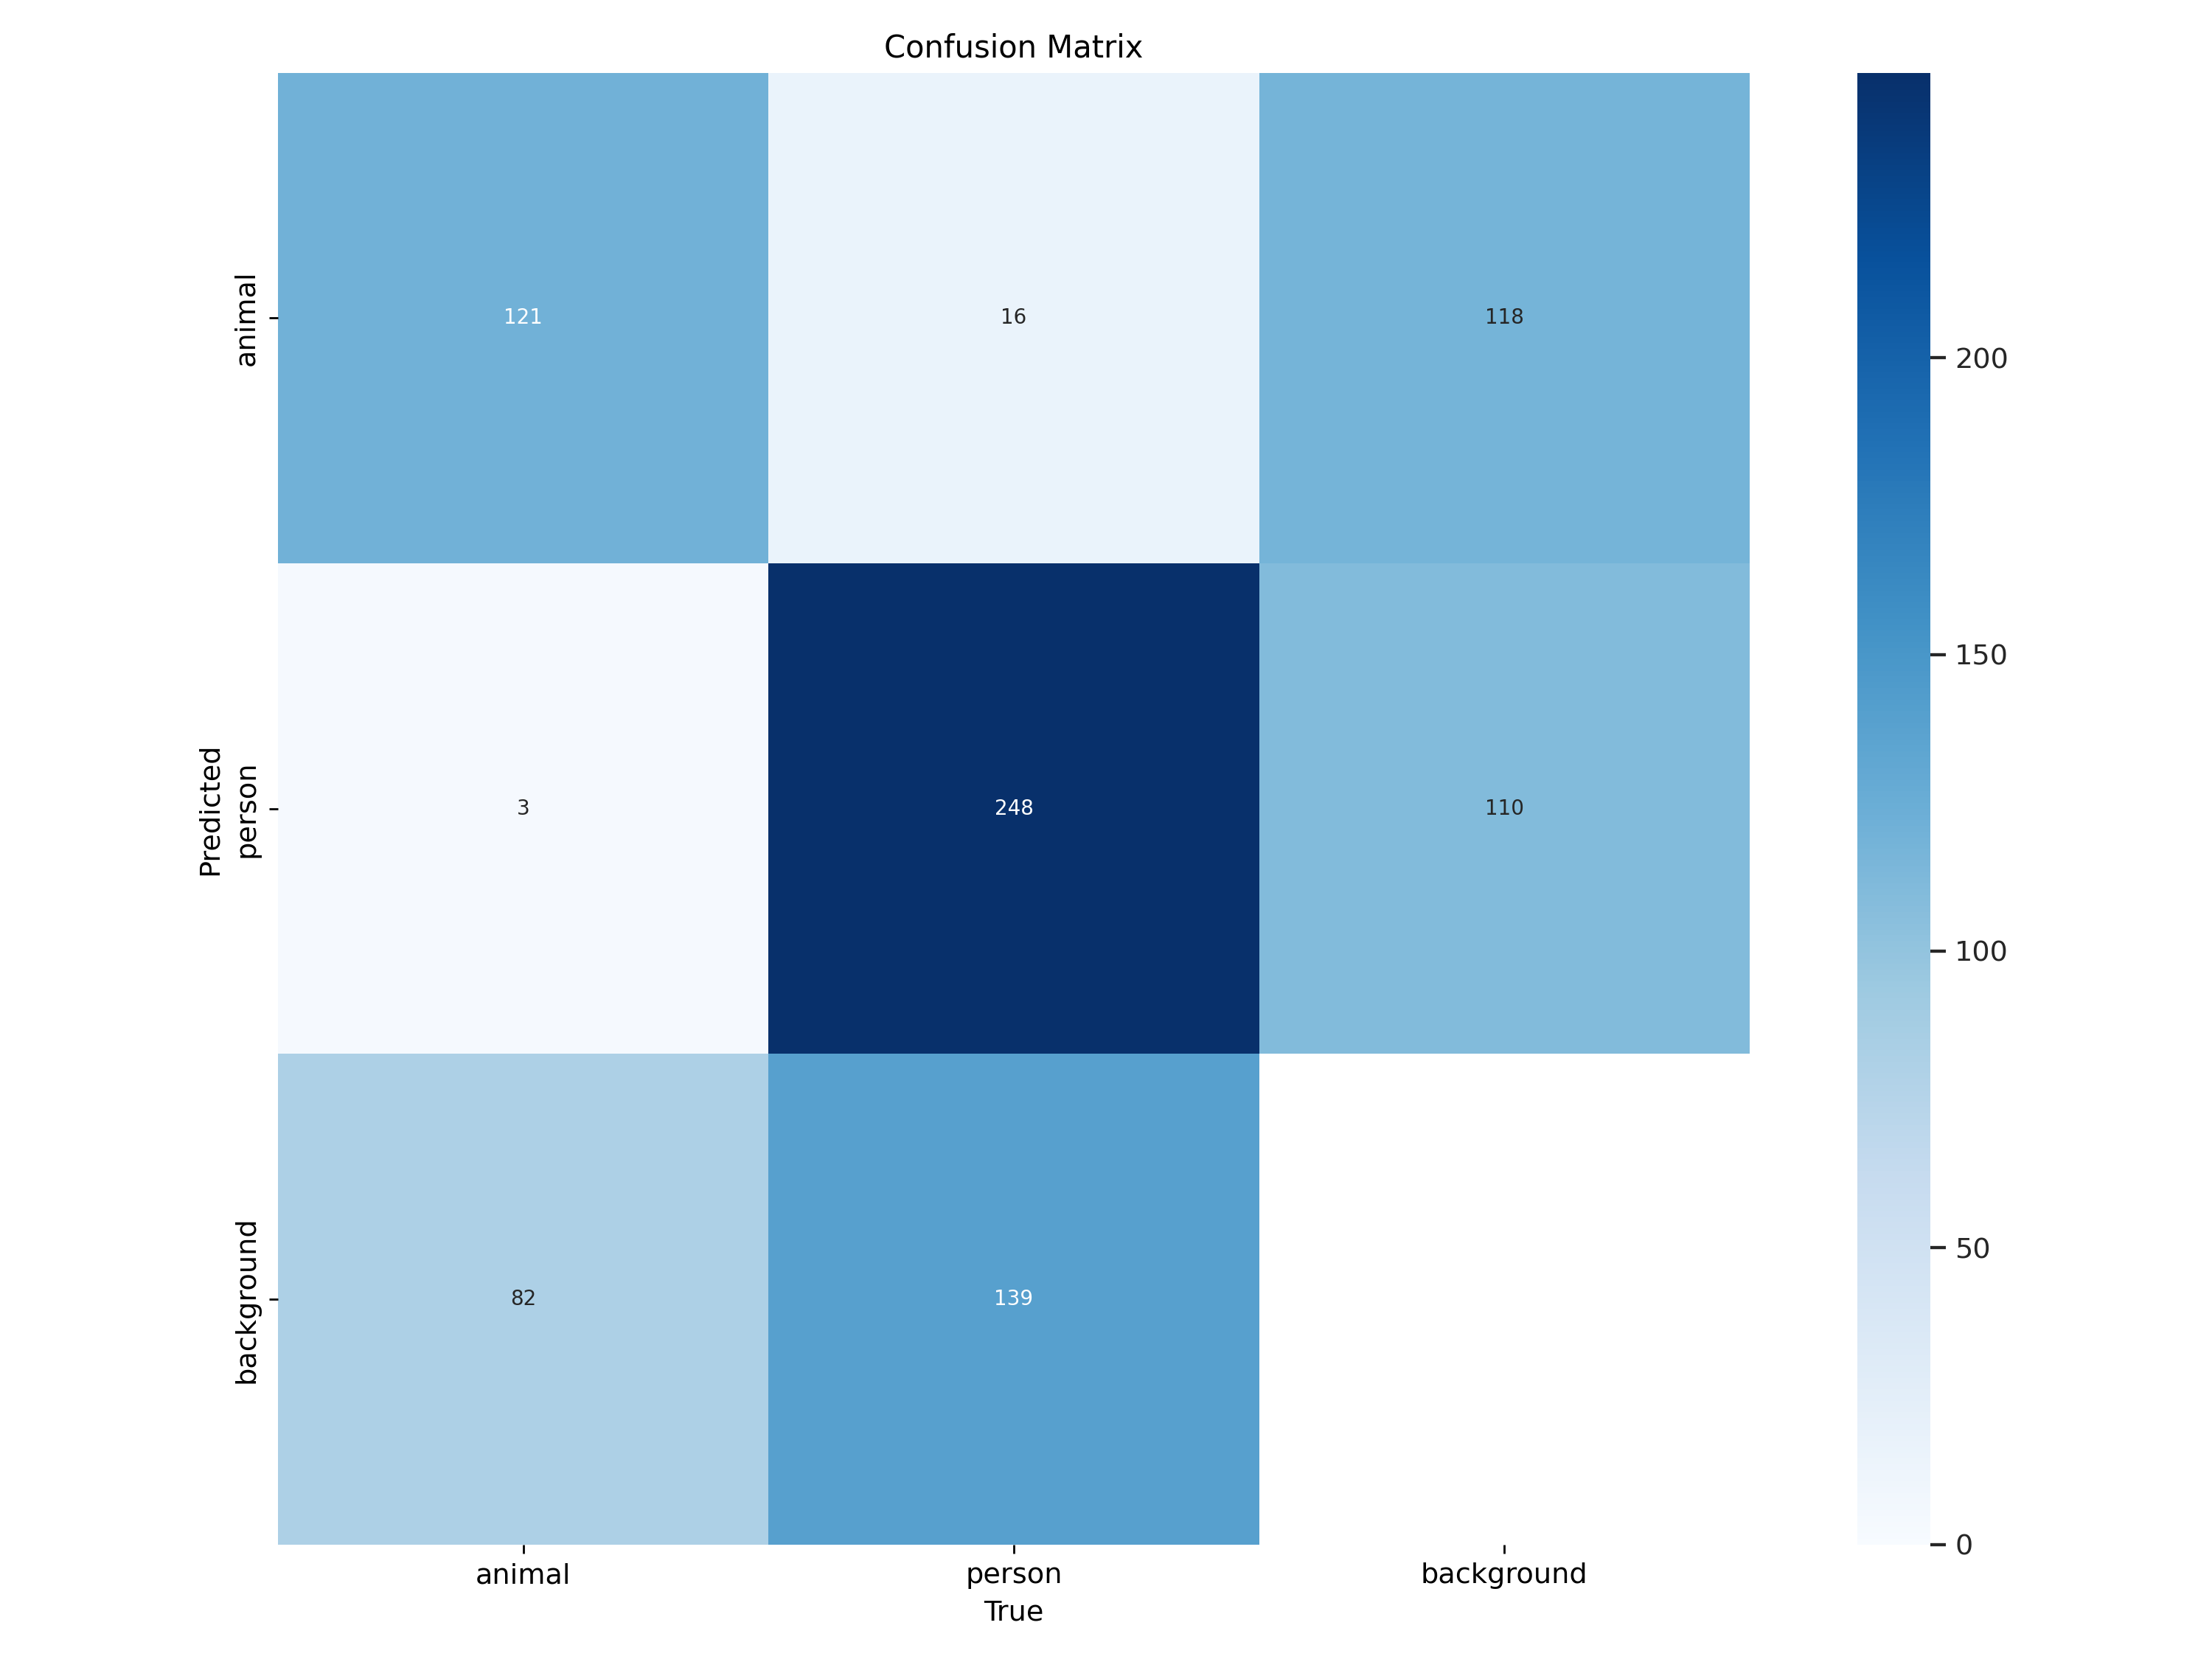 Confusion Matrix
animal
121
16
118
200
150
Predicted
person
3
248
110
100
50
background
82
139
0
animal
person
background
True